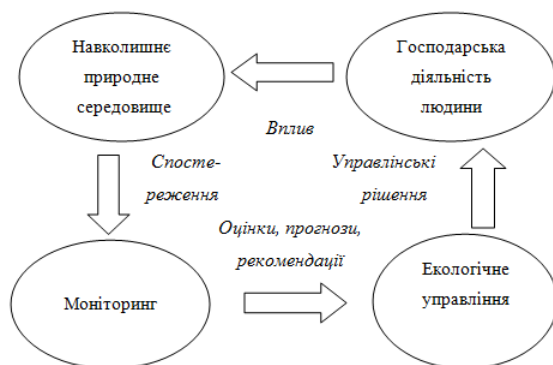 Навколишнє
природне
середовище
Господарська
діяльність
людини
Вплив
Спосте-
реження
Управлінські
рішення
Оцінки, прогнози,
рекомендації
Моніторинг
Екологічне
управління